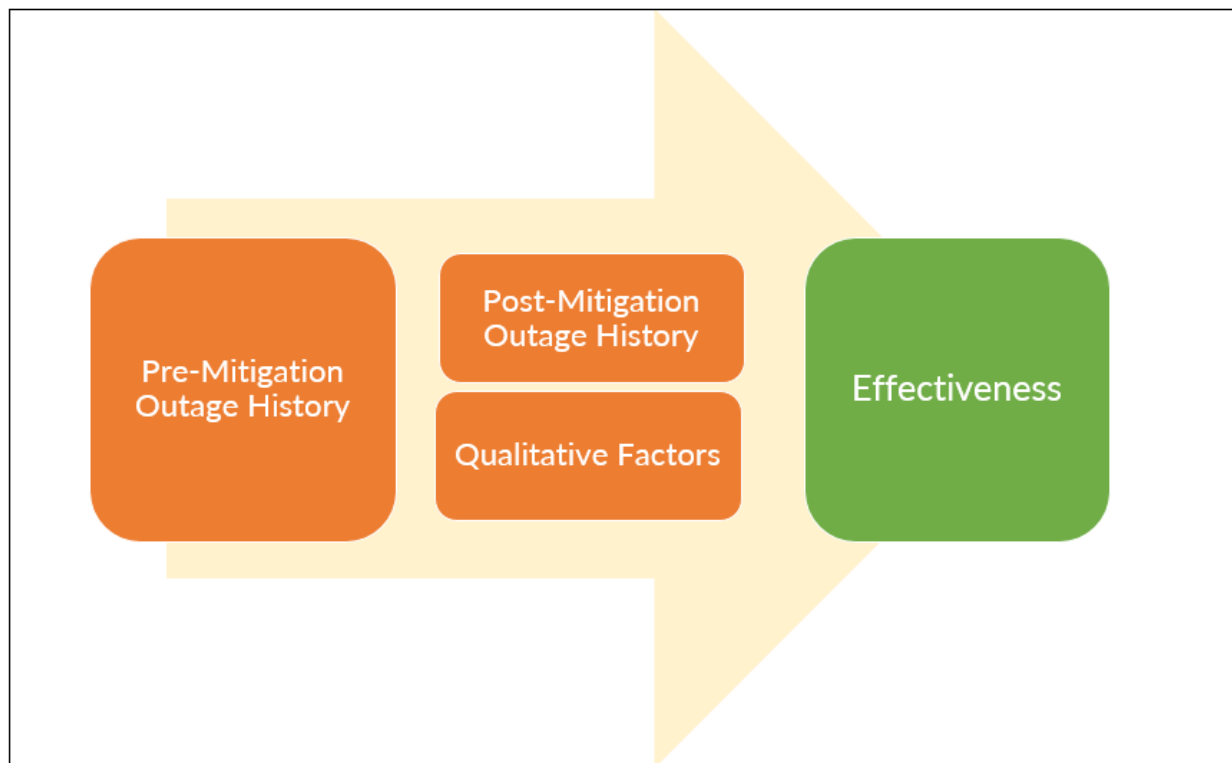 Pre-Mitigation
Outage History
Post-Mitigation
Outage History
Qualitative Factors
Effectiveness